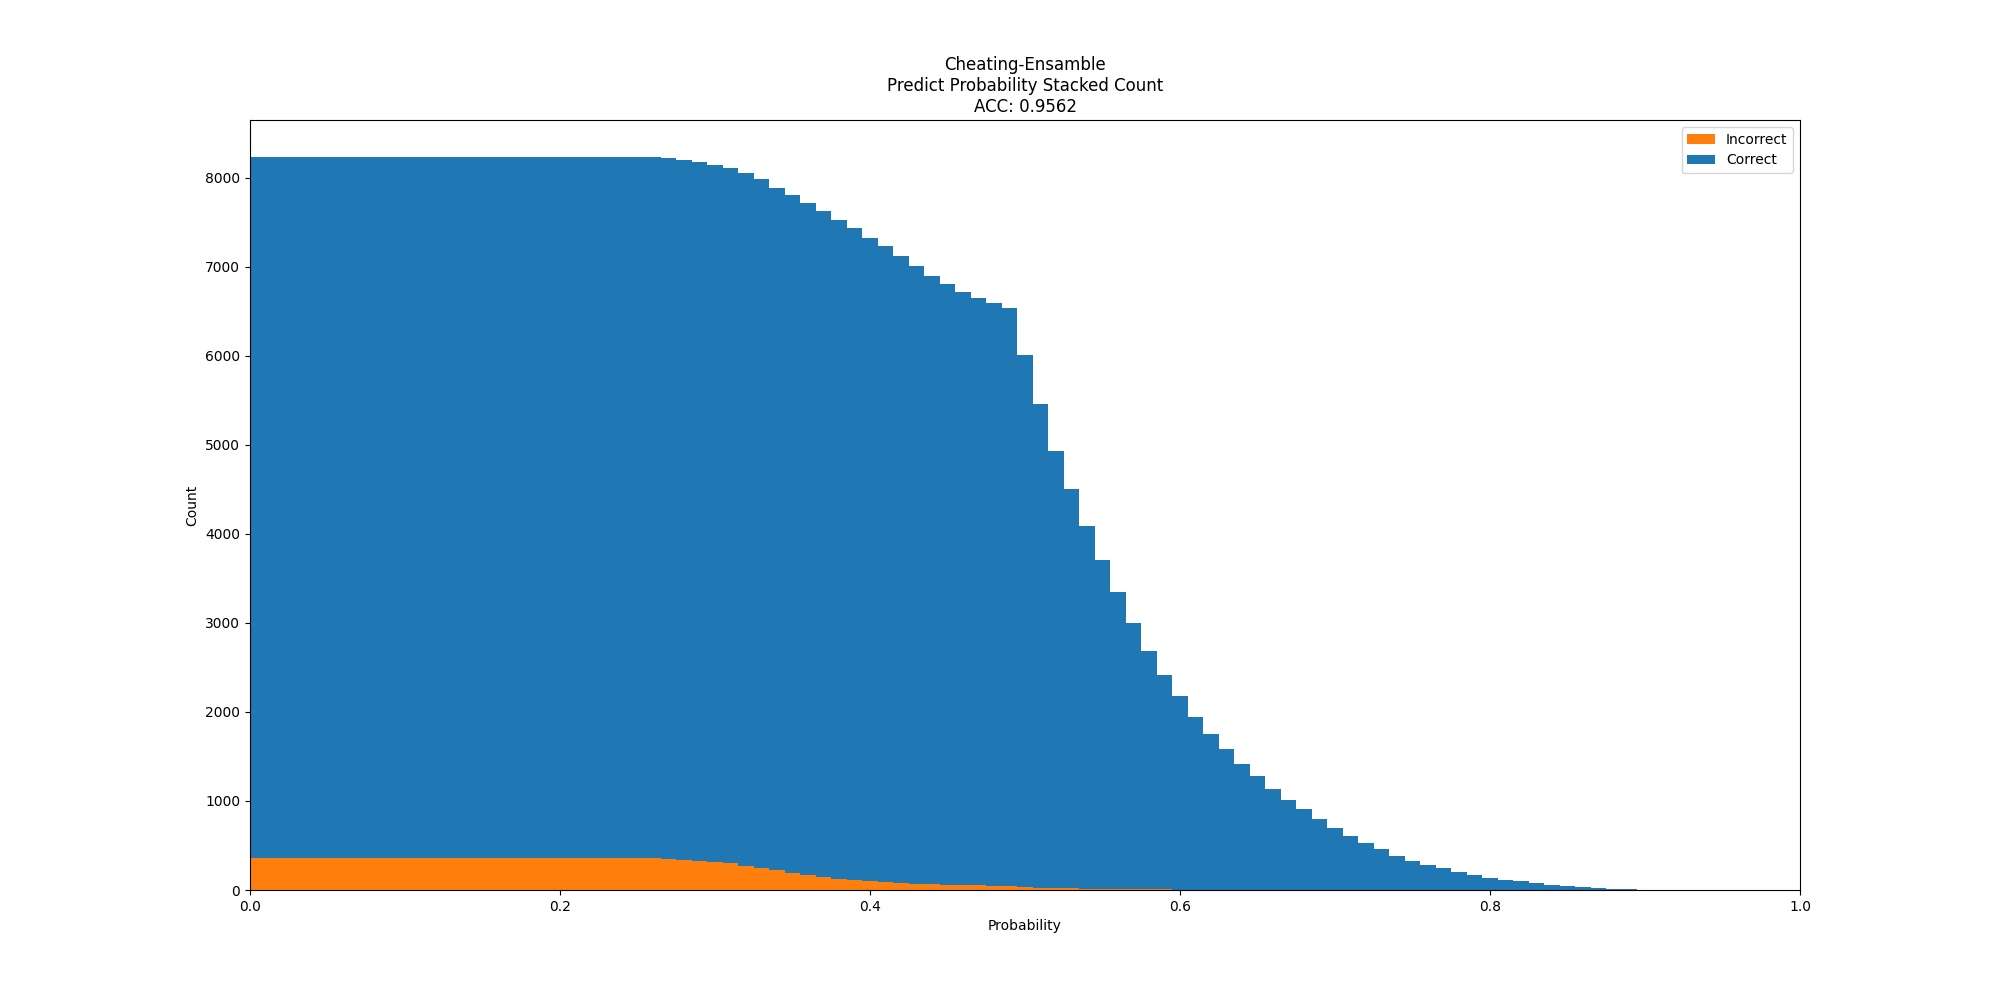 Cheating-Ensamble
Predict Probability Stacked Count
ACC: 0.9562
Incorrect
Correct
8000
7000
6000
5000
4000
3000
2000
1000
0
Count
0.0
0.2
0.4
0.6
0.8
1.0
Probability